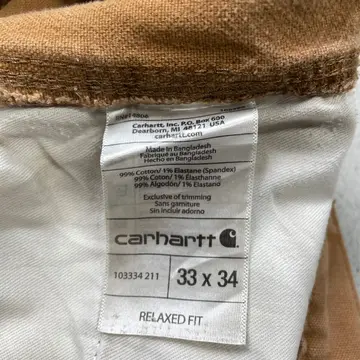 Carhartt, Inc. P.O. Box 600
Dearborn, MI 48121, USA
carhartt.com
Made in Bangladesh
Fabriqué au Bangladesh
Hecho en Bangladesh
99% Cotton/ 1% Elastane (Spandex)
99% Coton/ 1% Élasthanne
99% Algodón/ 1% Elastano
Exclusive of trimming
Sans garniture
Sin incluir adorno
carhartt
103334 211
33 x 34
RELAXED FIT